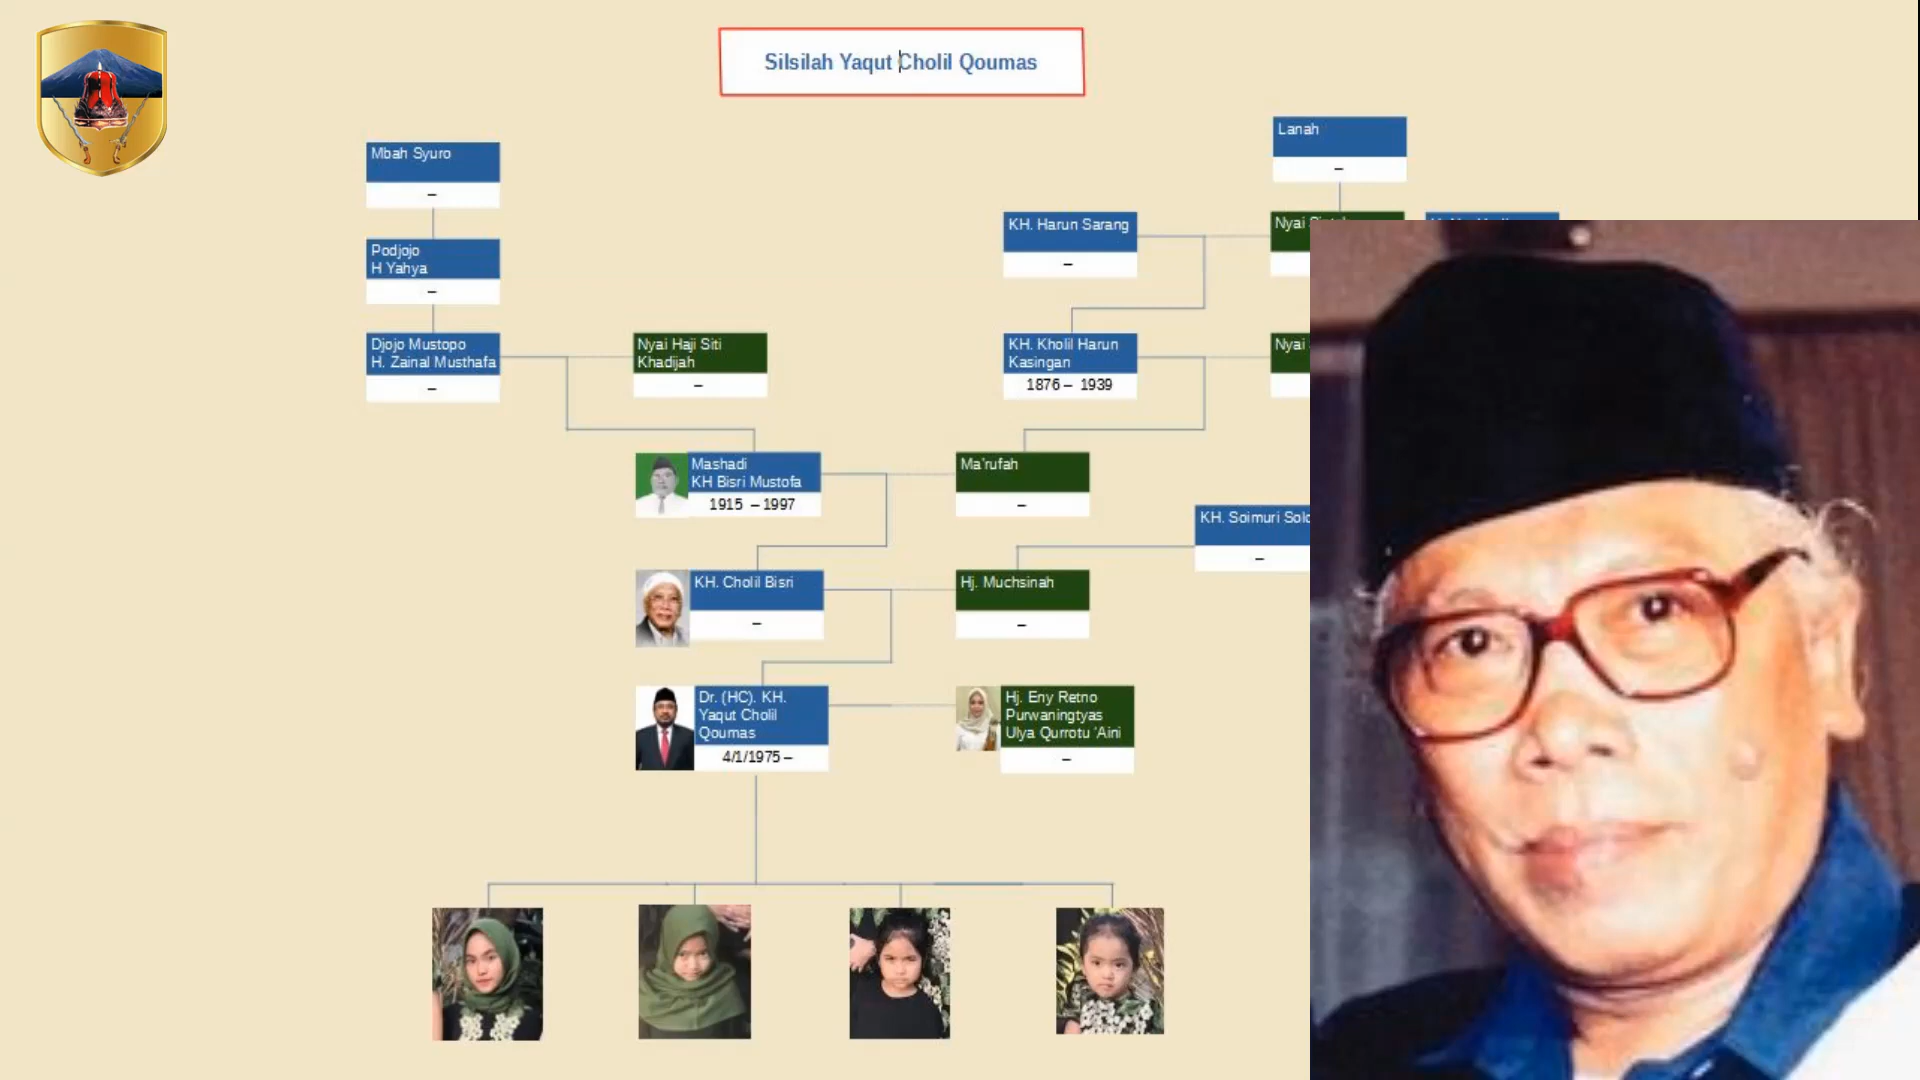 Silsilah Yaqut Cholil Qoumas
Lanah
–
Mbah Syuro
–
KH. Harun Sarang
–
Nyai
Podjojo
H Yahya
–
Djojo Mustopo
H. Zainal Musthafa
–
Nyai Haji Siti
Khadijah
–
KH. Kholil Harun
Kasingan
1876 – 1939
Nyai
Mashadi
KH Bisri Mustofa
1915 – 1997
Ma'rufah
–
KH. Soimuri Solo
–
KH. Cholil Bisri
–
Hj. Muchsinah
–
Dr. (HC). KH.
Yaqut Cholil
Qoumas
4/1/1975 –
Hj. Eny Retno
Purwaningtyas
Ulya Qurrotu 'Aini
–